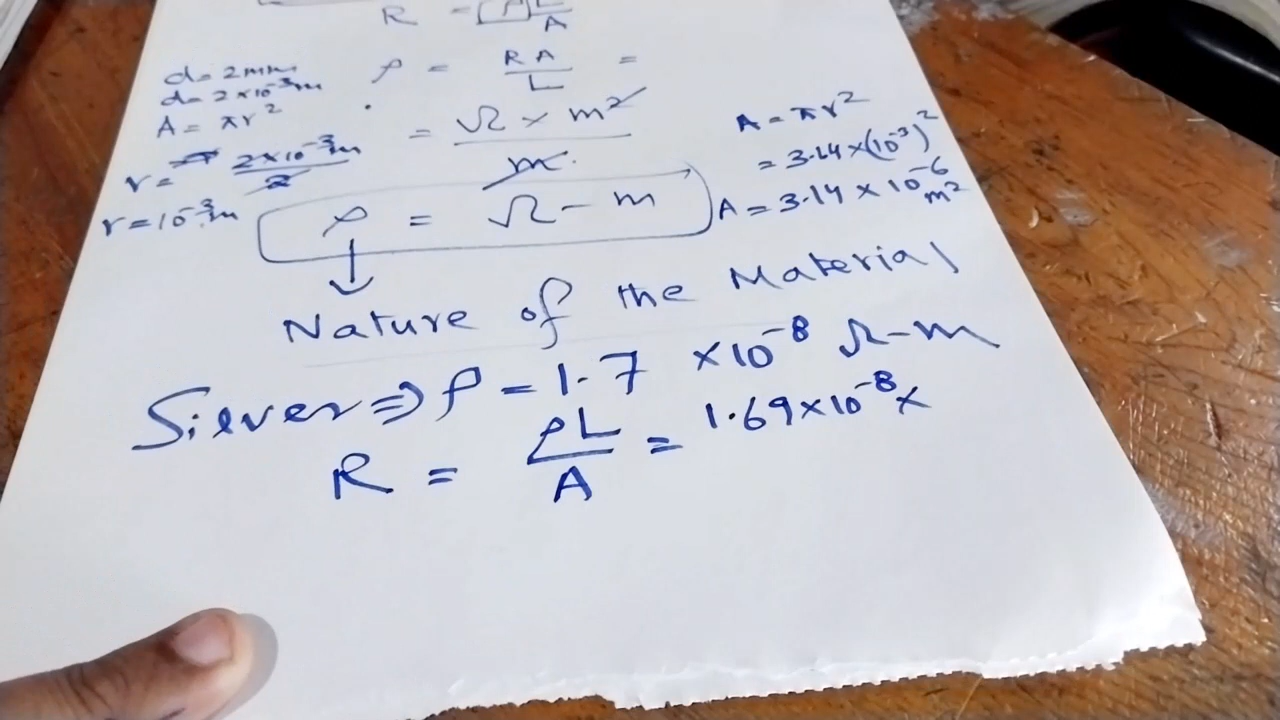 R = ρL/A
d = 2mm
d = 2×10⁻³m
A = πr²
r = 2×10⁻³m/2
r = 10⁻³m
ρ = RA/L =
= Ω × m²/m
ρ = Ω-m
A = πr²
= 3.14×(10⁻³)²
A = 3.14 × 10⁻⁶ m²
Nature of the Material
Silver ⇒ ρ = 1.7 ×10⁻⁸ Ω-m
R = ρL/A = 1.69×10⁻⁸×